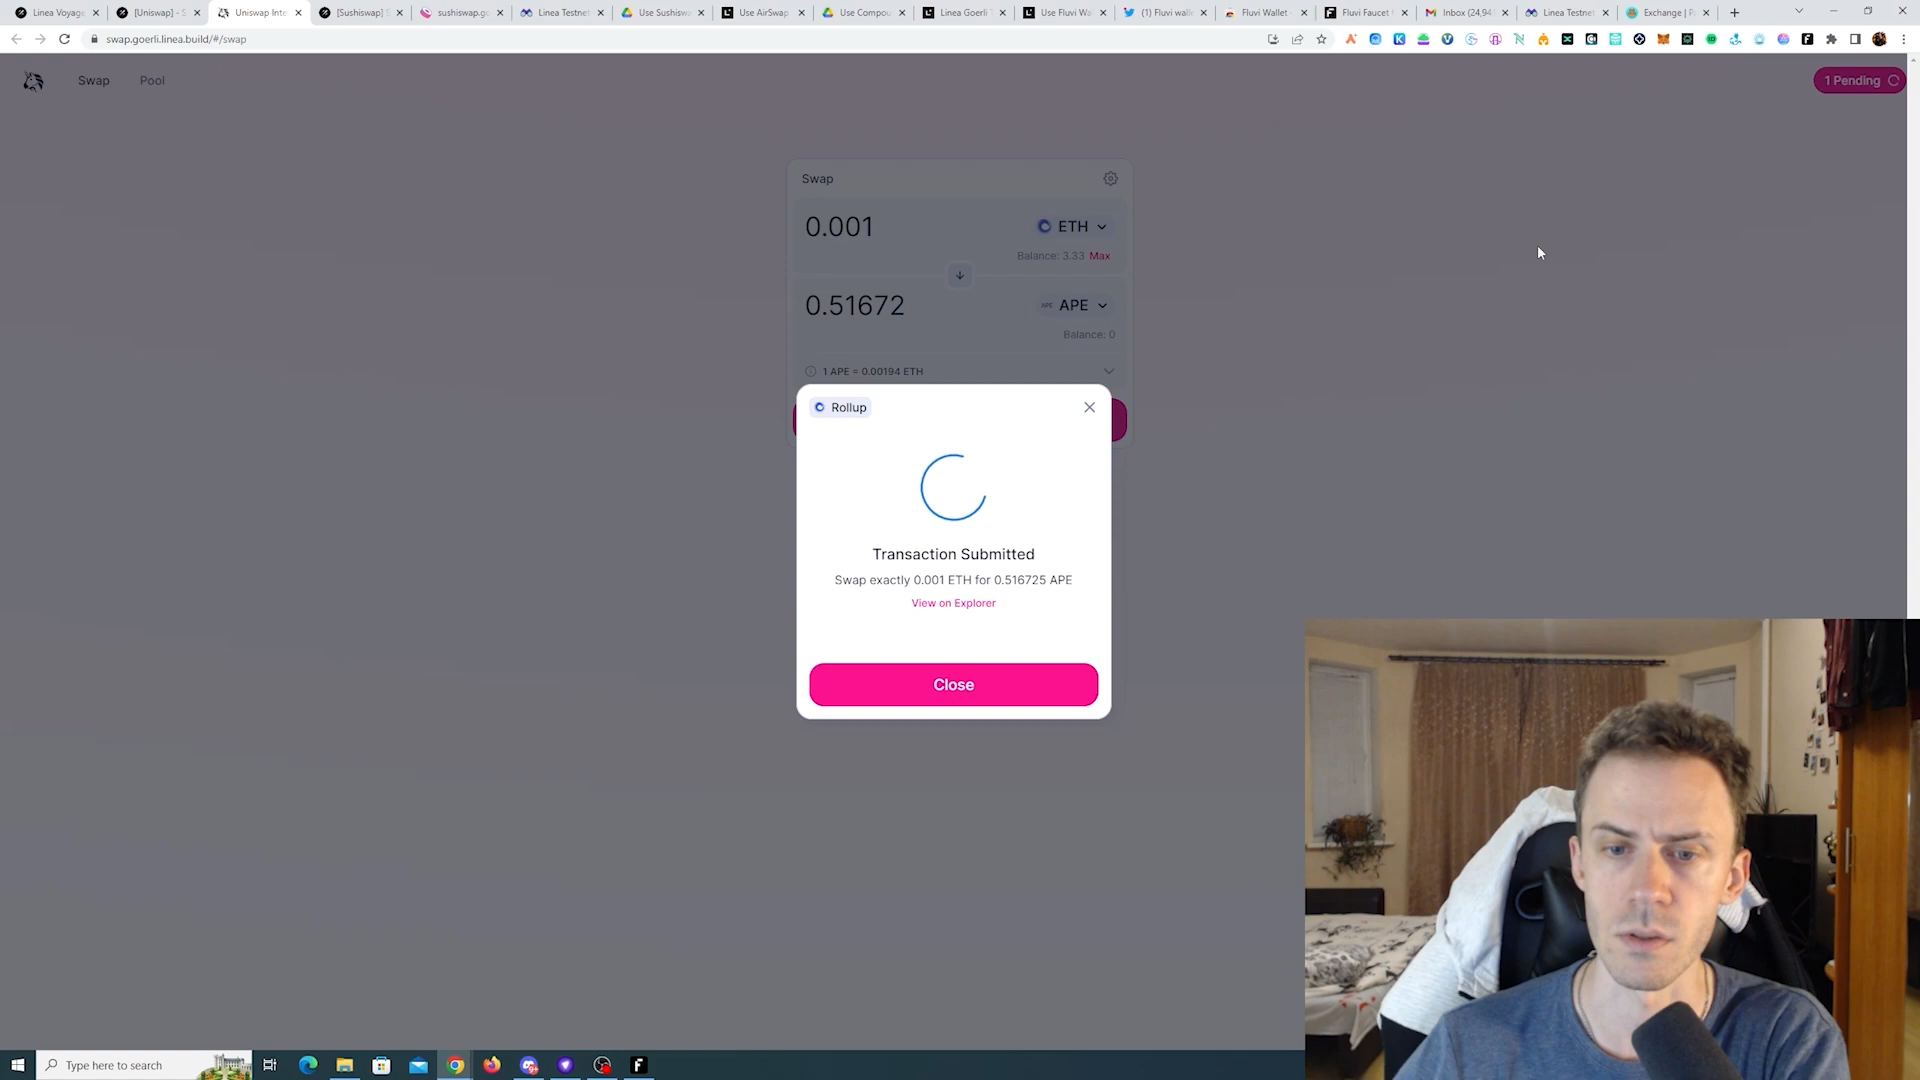 Linea Voyage
[Uniswap] - S
Uniswap Inte
[Sushiswap] S
sushiswap.go
Linea Testnet
Use Sushisw
Use AirSwap
Use Compou
Linea Goerli T
Use Fluvi Wa
(1) Fluvi walle
Fluvi Wallet -
Fluvi Faucet
Inbox (24,94
Linea Testnet
Exchange | P
swap.goerli.linea.build/#/swap
Swap
Pool
1 Pending
Swap
0.001
ETH
Balance: 3.33 Max
0.51672
APE
APE
Balance: 0
1 APE = 0.00194 ETH
Rollup
Transaction Submitted
Swap exactly 0.001 ETH for 0.516725 APE
View on Explorer
Close
Type here to search